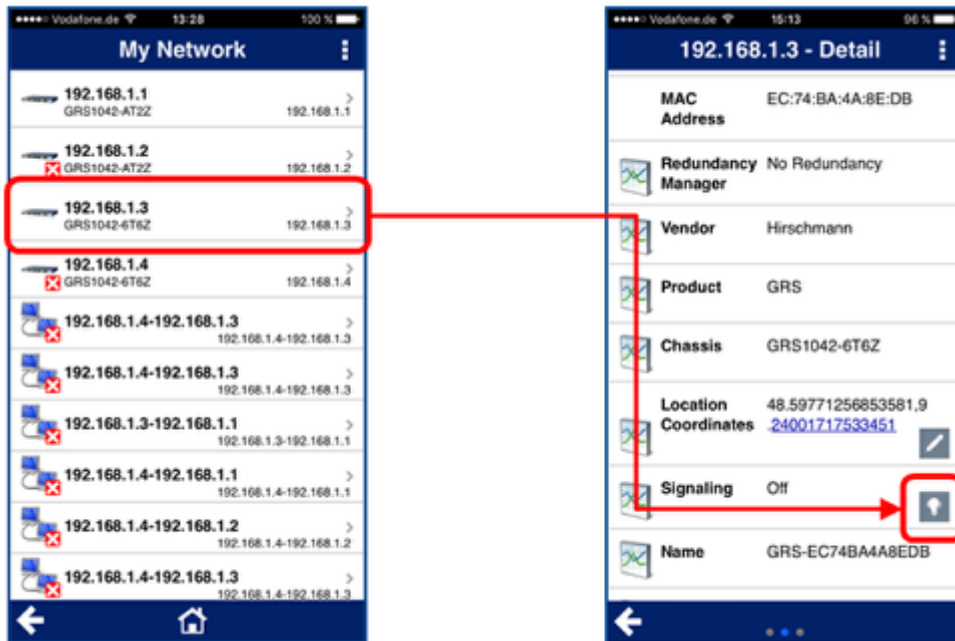 Vodafone.de 13:28 100 %
My Network
192.168.1.1
GRS1042-AT2Z 192.168.1.1
192.168.1.2
GRS1042-AT2Z 192.168.1.2
192.168.1.3
GRS1042-6T6Z 192.168.1.3
192.168.1.4
GRS1042-6T6Z 192.168.1.4
192.168.1.4-192.168.1.3
192.168.1.4-192.168.1.3
192.168.1.4-192.168.1.3
192.168.1.4-192.168.1.3
192.168.1.3-192.168.1.1
192.168.1.3-192.168.1.1
192.168.1.4-192.168.1.1
192.168.1.4-192.168.1.1
192.168.1.4-192.168.1.2
192.168.1.4-192.168.1.2
192.168.1.4-192.168.1.3
192.168.1.4-192.168.1.3
Vodafone.de 15:13 96 %
192.168.1.3 - Detail
MAC EC:74:BA:4A:8E:DB
Address
Redundancy No Redundancy
Manager
Vendor Hirschmann
Product GRS
Chassis GRS1042-6T6Z
Location 48.59771256853581,9
Coordinates .24001717533451
Signaling Off
Name GRS-EC74BA4A8EDB